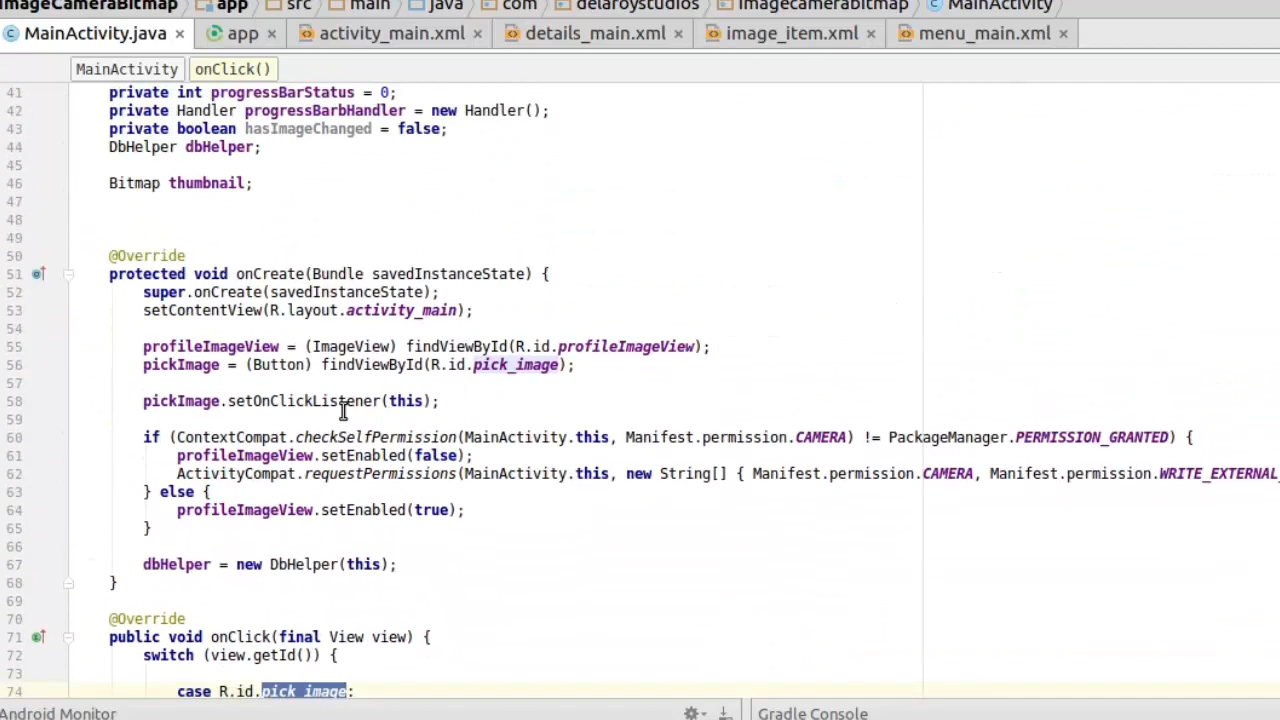 ImageCameraBitmap app src main java com delaroystudios imagecamerabitmap MainActivity
MainActivity.java × app × activity_main.xml × details_main.xml × image_item.xml × menu_main.xml ×
MainActivity onClick()
41 private int progressBarStatus = 0;
42 private Handler progressBarbHandler = new Handler();
43 private boolean hasImageChanged = false;
44 DbHelper dbHelper;
45
46 Bitmap thumbnail;
47
48
49
50 @Override
51 protected void onCreate(Bundle savedInstanceState) {
52 super.onCreate(savedInstanceState);
53 setContentView(R.layout.activity_main);
54
55 profileImageView = (ImageView) findViewById(R.id.profileImageView);
56 pickImage = (Button) findViewById(R.id.pick_image);
57
58 pickImage.setOnClickListener(this);
59
60 if (ContextCompat.checkSelfPermission(MainActivity.this, Manifest.permission.CAMERA) != PackageManager.PERMISSION_GRANTED) {
61 profileImageView.setEnabled(false);
62 ActivityCompat.requestPermissions(MainActivity.this, new String[] { Manifest.permission.CAMERA, Manifest.permission.WRITE_EXTERNAL_
63 } else {
64 profileImageView.setEnabled(true);
65 }
66
67 dbHelper = new DbHelper(this);
68 }
69
70 @Override
71 public void onClick(final View view) {
72 switch (view.getId()) {
73
74 case R.id.pick_image:
Android Monitor Gradle Console